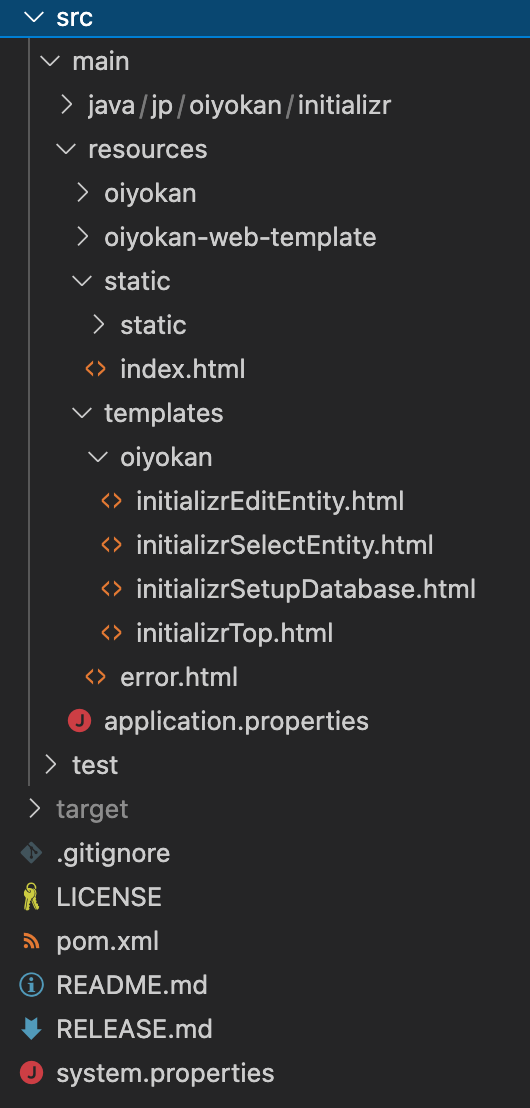 src
main
java/jp/oiyokan/initializr
resources
oiyokan
oiyokan-web-template
static
static
index.html
templates
oiyokan
initializrEditEntity.html
initializrSelectEntity.html
initializrSetupDatabase.html
initializrTop.html
error.html
application.properties
test
target
.gitignore
LICENSE
pom.xml
README.md
RELEASE.md
system.properties